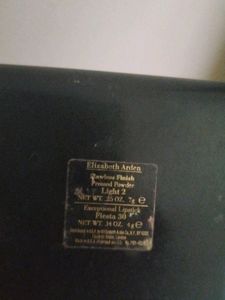 Elizabeth Arden
Flawless Finish
Pressed Powder
Light 2
NET WT. .25 OZ. 7g ℮
Exceptional Lipstick
Fiesta 30
NET WT. .14 OZ. 4g ℮